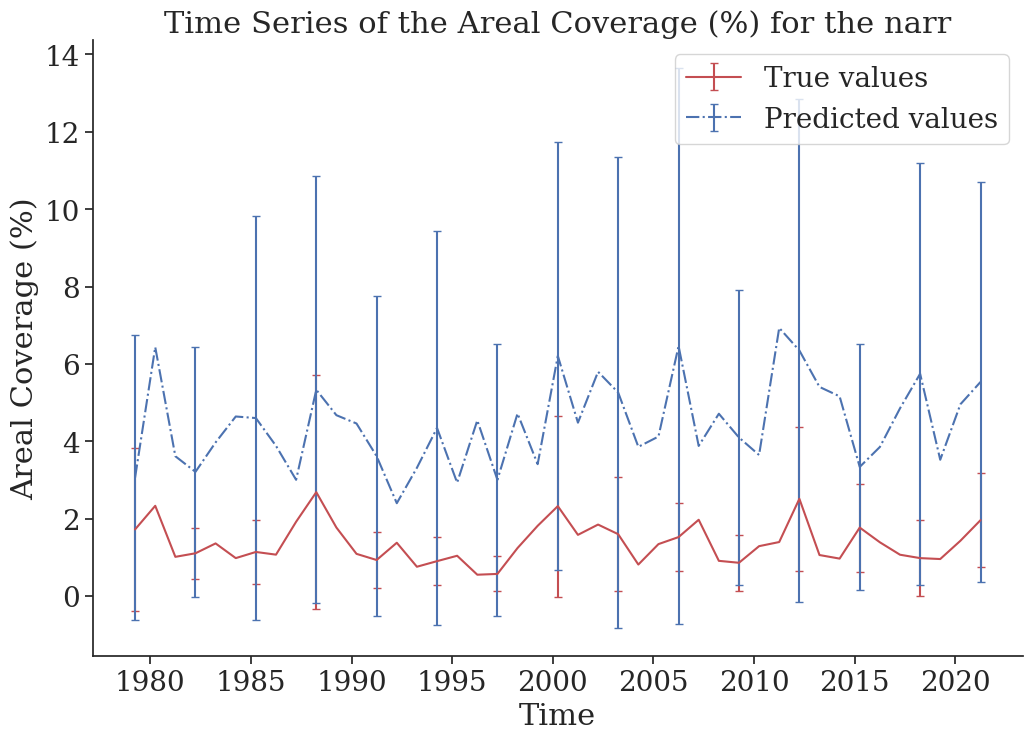 Time Series of the Areal Coverage (%) for the narr
True values
Predicted values
Areal Coverage (%)
14
12
10
8
6
4
2
0
1980 1985 1990 1995 2000 2005 2010 2015 2020
Time